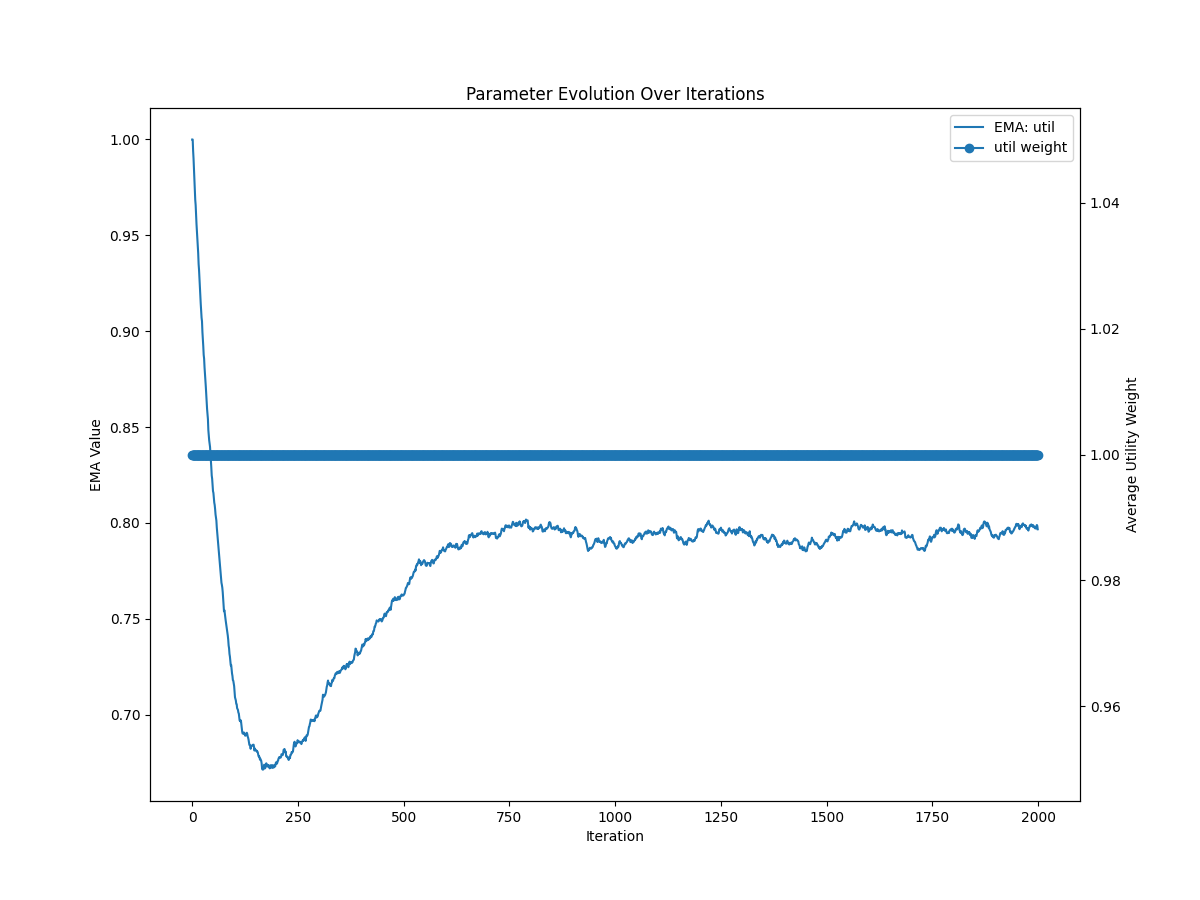 Parameter Evolution Over Iterations
EMA: util
util weight
1.00
0.95
0.90
0.85
0.80
0.75
0.70
EMA Value
1.04
1.02
1.00
0.98
0.96
Average Utility Weight
0 250 500 750 1000 1250 1500 1750 2000
Iteration